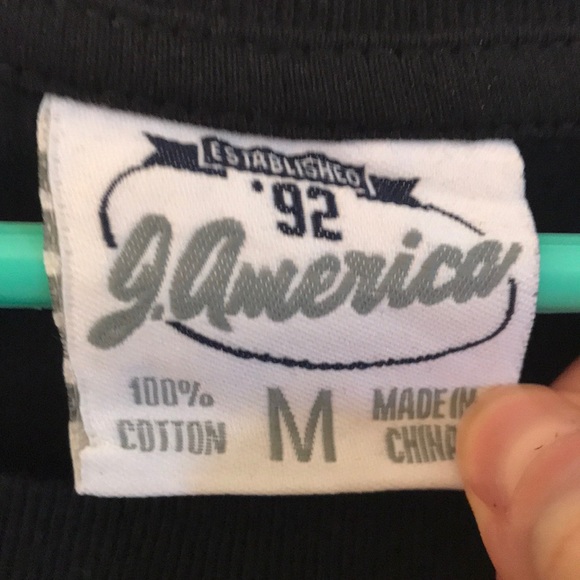 ESTABLISHED
'92
J.America
100%
COTTON
M
MADE IN
CHINA